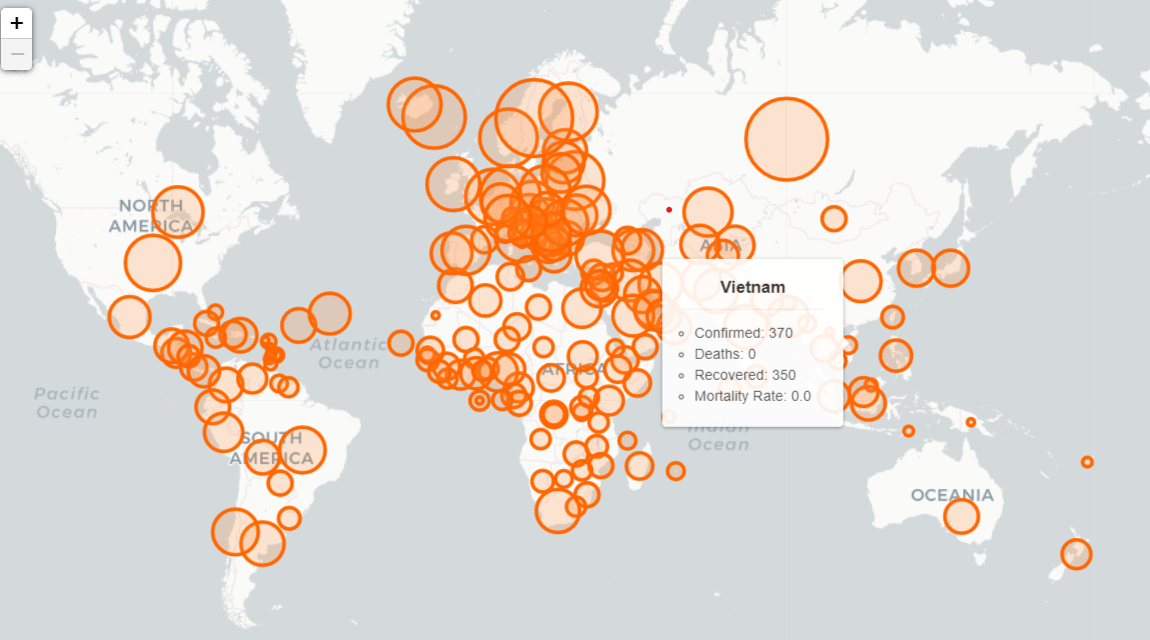 +
−
NORTH
AMERICA
ASIA
Vietnam
Confirmed: 370
Deaths: 0
Recovered: 350
Mortality Rate: 0.0
Atlantic
Ocean
AFRICA
Pacific
Ocean
Indian
Ocean
SOUTH
AMERICA
OCEANIA